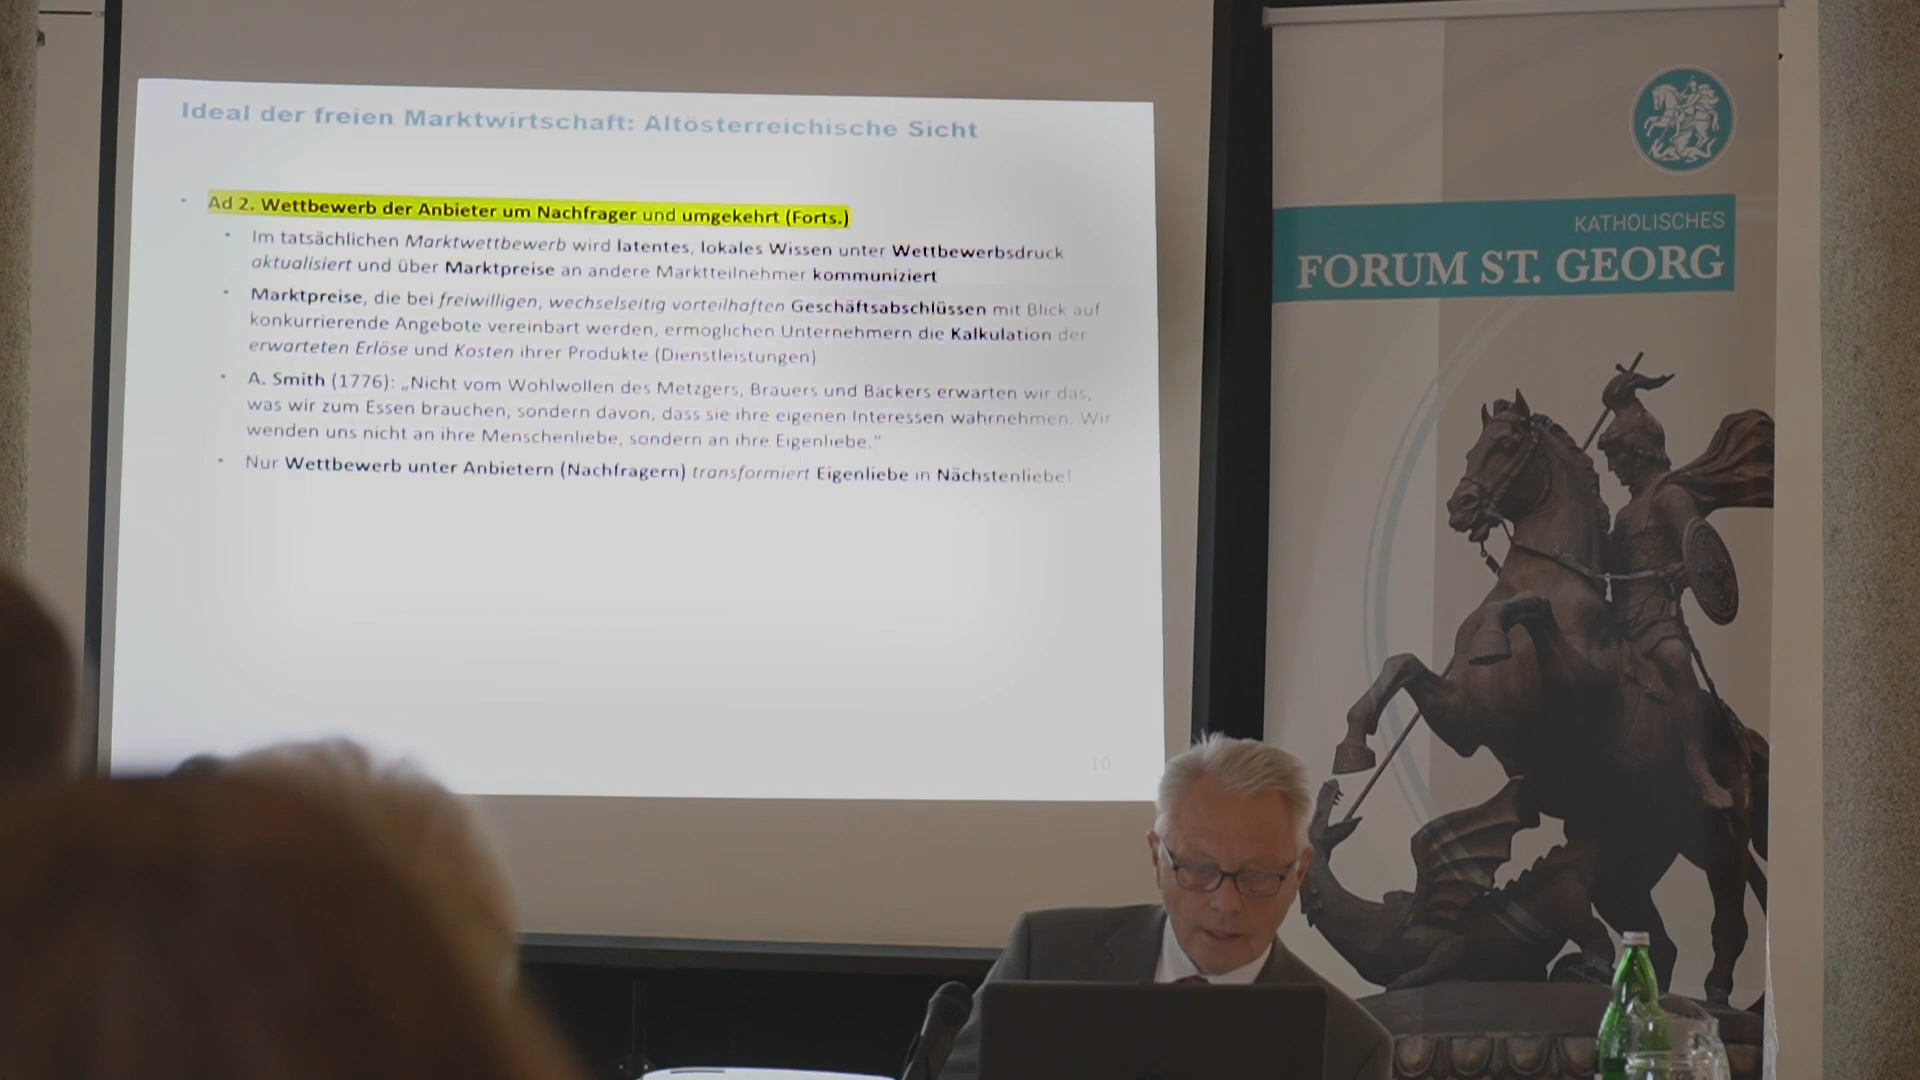 Ideal der freien Marktwirtschaft: Altösterreichische Sicht
• Ad 2. Wettbewerb der Anbieter um Nachfrager und umgekehrt (Forts.)
• Im tatsächlichen Marktwettbewerb wird latentes, lokales Wissen unter Wettbewerbsdruck
aktualisiert und über Marktpreise an andere Marktteilnehmer kommuniziert
• Marktpreise, die bei freiwilligen, wechselseitig vorteilhaften Geschäftsabschlüssen mit Blick auf
konkurrierende Angebote vereinbart werden, ermöglichen Unternehmern die Kalkulation der
erwarteten Erlöse und Kosten ihrer Produkte (Dienstleistungen)
• A. Smith (1776): „Nicht vom Wohlwollen des Metzgers, Brauers und Bäckers erwarten wir das,
was wir zum Essen brauchen, sondern davon, dass sie ihre eigenen Interessen wahrnehmen. Wir
wenden uns nicht an ihre Menschenliebe, sondern an ihre Eigenliebe."
• Nur Wettbewerb unter Anbietern (Nachfragern) transformiert Eigenliebe in Nächstenliebe!
10
KATHOLISCHES
FORUM ST. GEORG